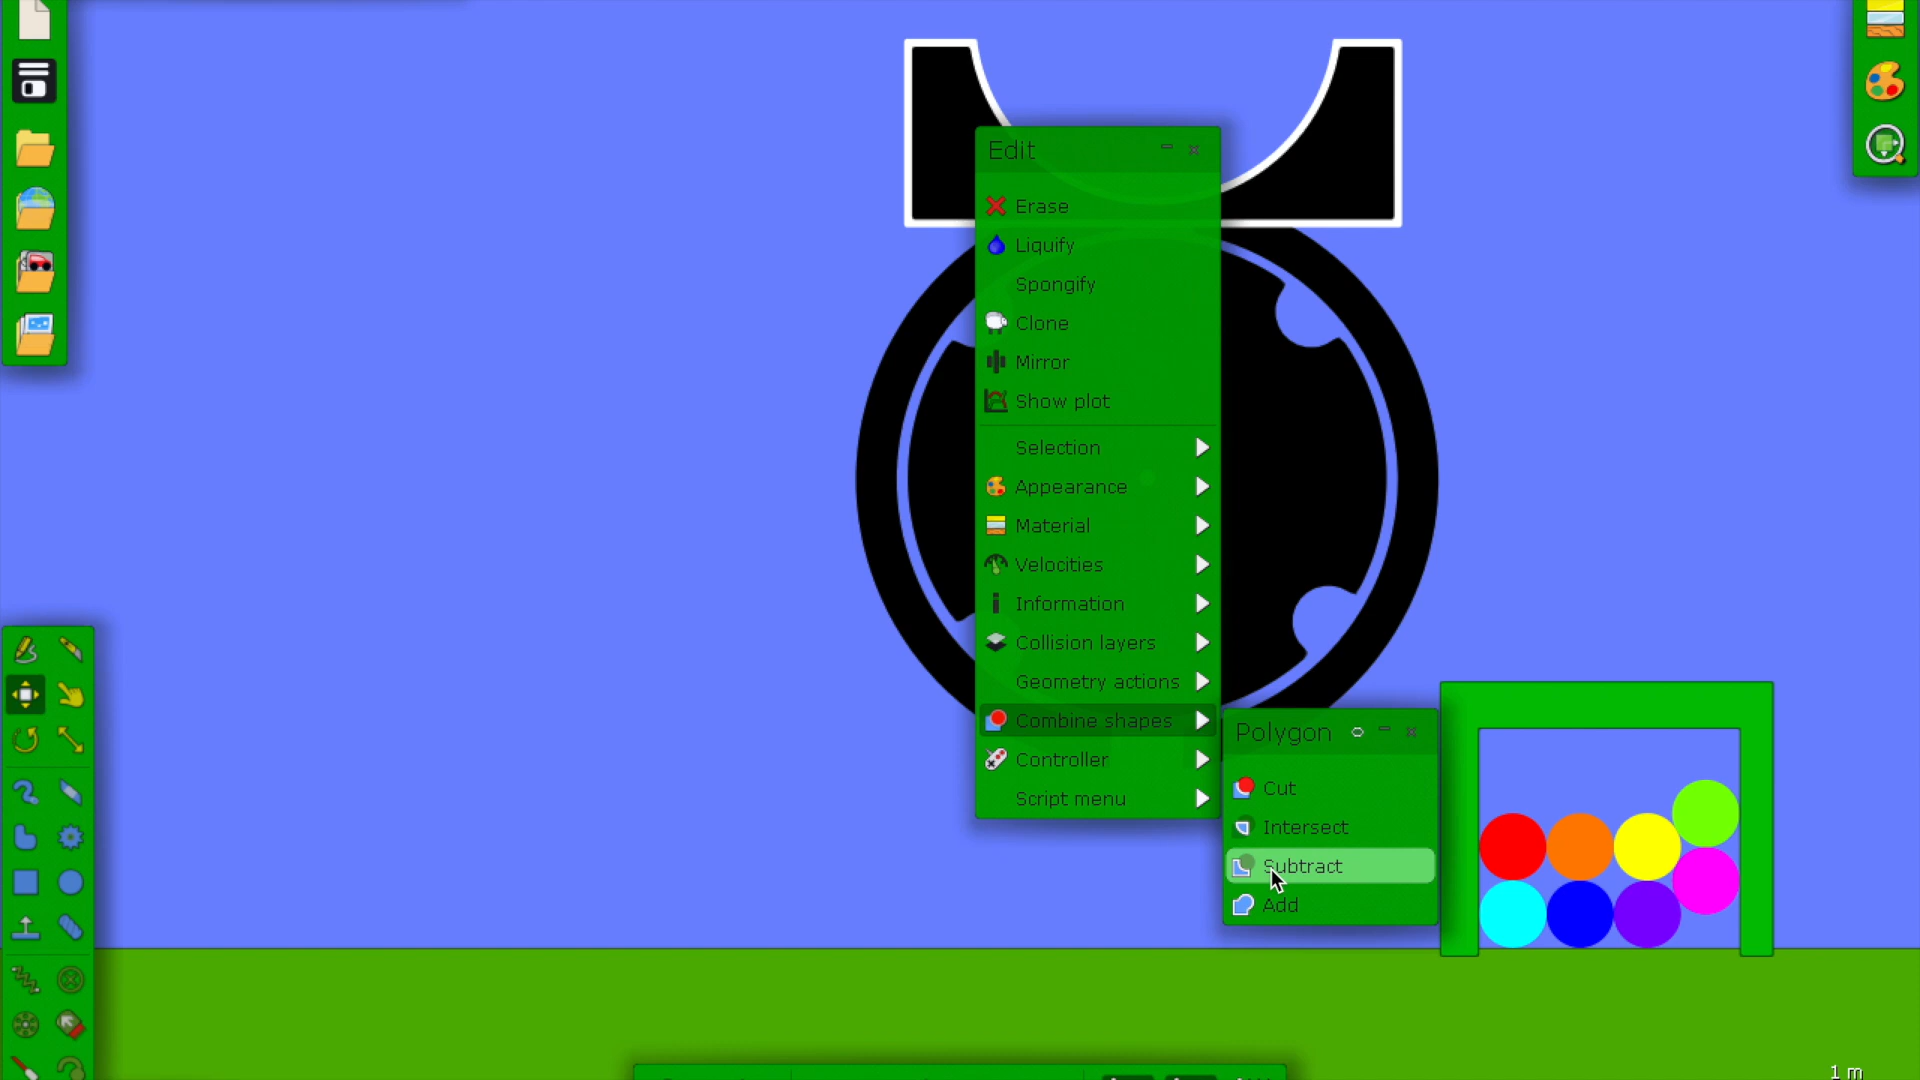 Edit
Erase
Liquify
Spongify
Clone
Mirror
Show plot
Selection
Appearance
Material
Velocities
Information
Collision layers
Geometry actions
Combine shapes
Controller
Script menu
Polygon
Cut
Intersect
Subtract
Add
1 m